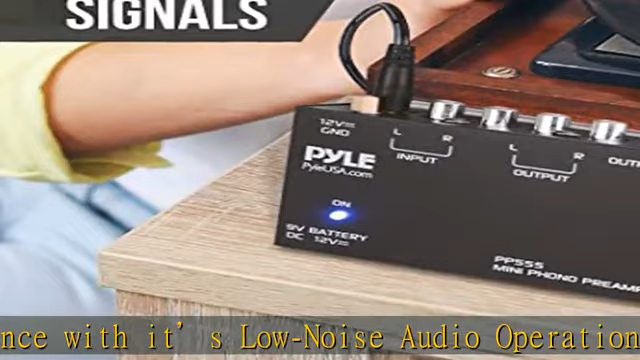 SIGNALS
12V⎓
GND
L R
INPUT
L R
OUTPUT
OUTP
PYLE
PyleUSA.com
ON
9V BATTERY
DC 12V⎓
PP555
MINI PHONO PREAMP
nce with it's Low-Noise Audio Operation